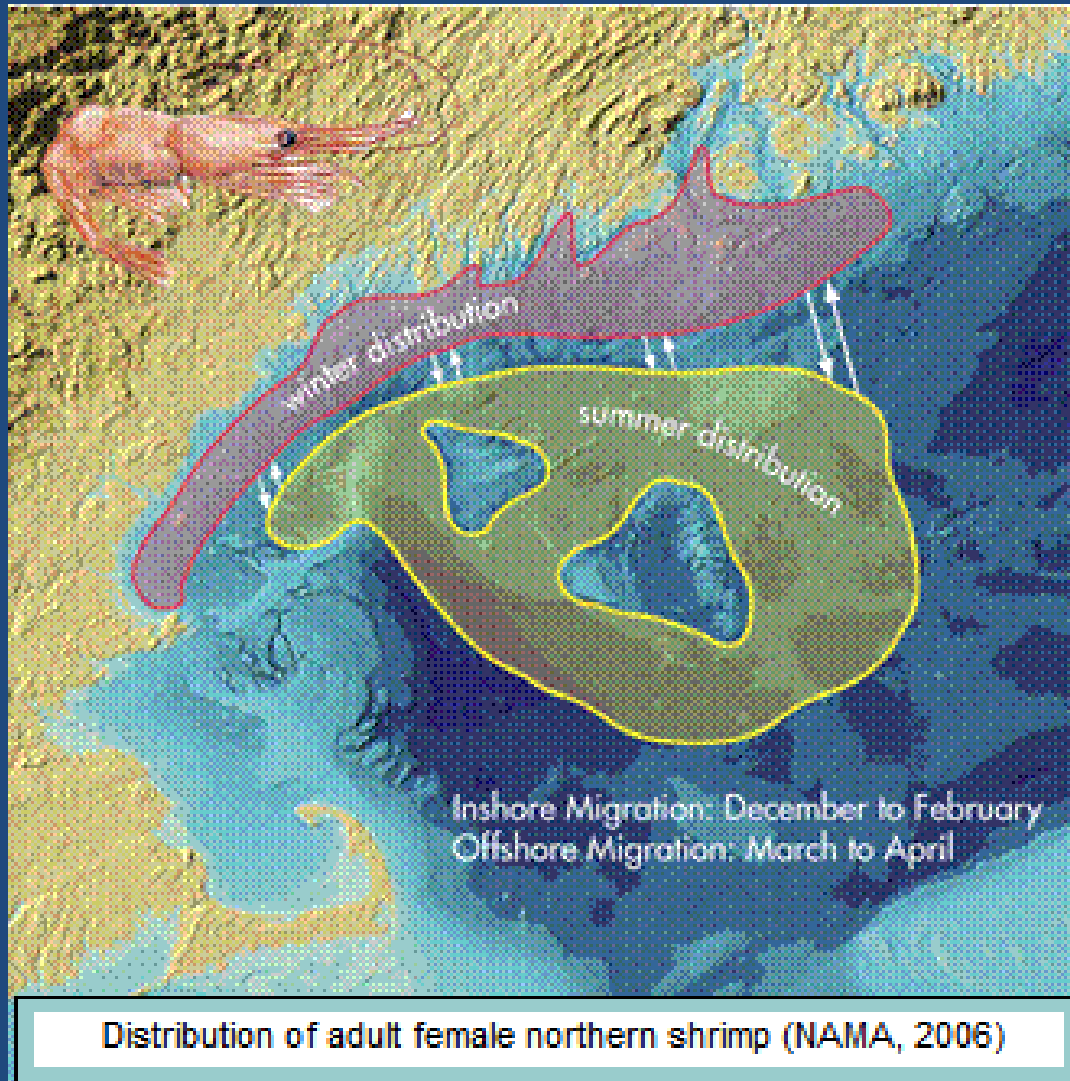 winter distribution
summer distribution
Inshore Migration: December to February
Offshore Migration: March to April
Distribution of adult female northern shrimp (NAMA, 2006)